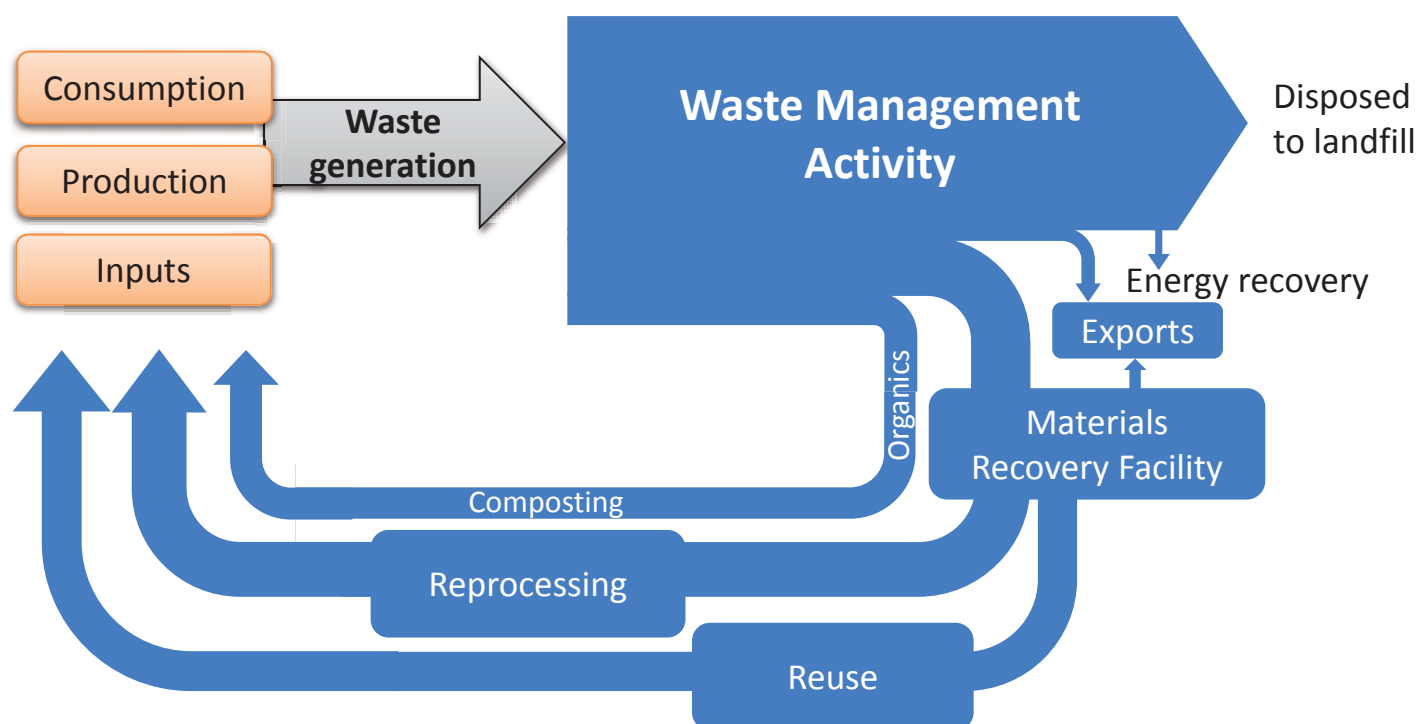 Consumption
Production
Inputs
Waste
generation
Waste Management
Activity
Disposed
to landfill
Energy recovery
Exports
Organics
Materials
Recovery Facility
Composting
Reprocessing
Reuse